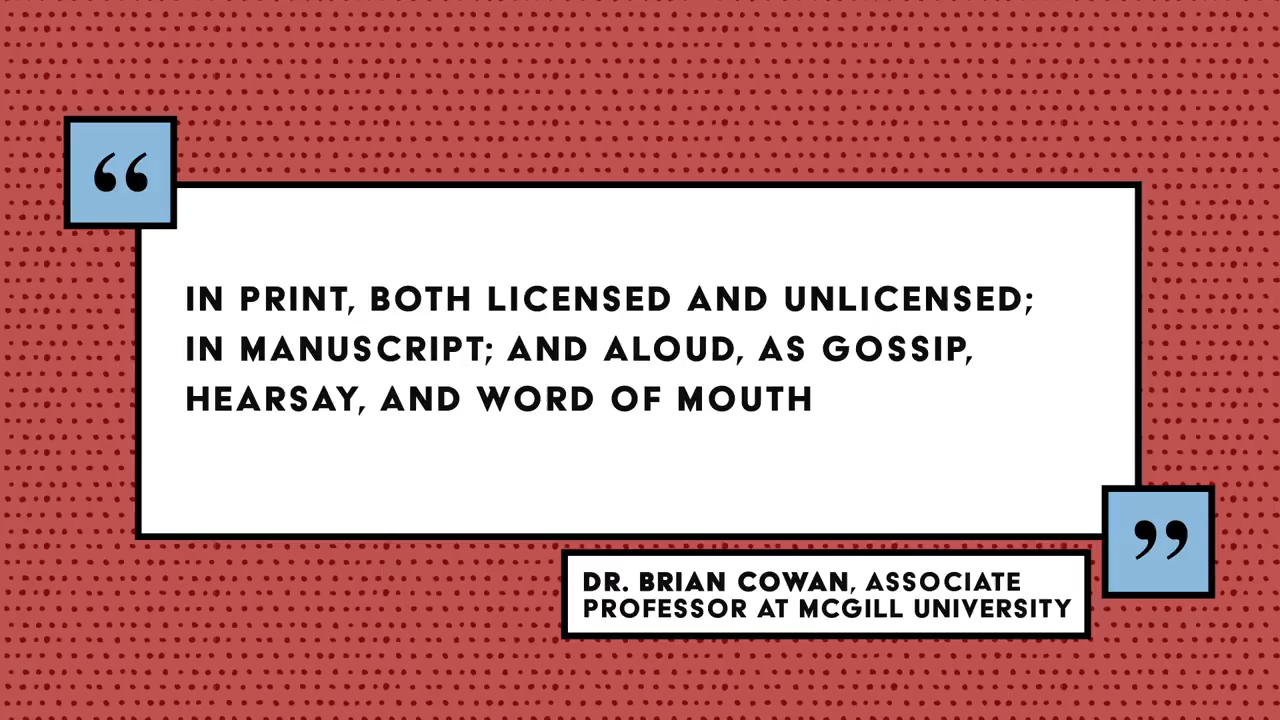 “
IN PRINT, BOTH LICENSED AND UNLICENSED;
IN MANUSCRIPT; AND ALOUD, AS GOSSIP,
HEARSAY, AND WORD OF MOUTH
”
DR. BRIAN COWAN, ASSOCIATE
PROFESSOR AT MCGILL UNIVERSITY